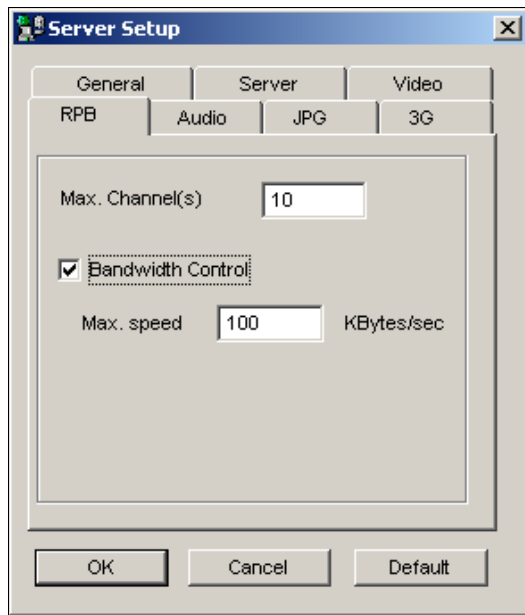 Server Setup
General Server Video
RPB Audio JPG 3G
Max. Channel(s) 10
Bandwidth Control
Max. speed 100 KBytes/sec
OK Cancel Default